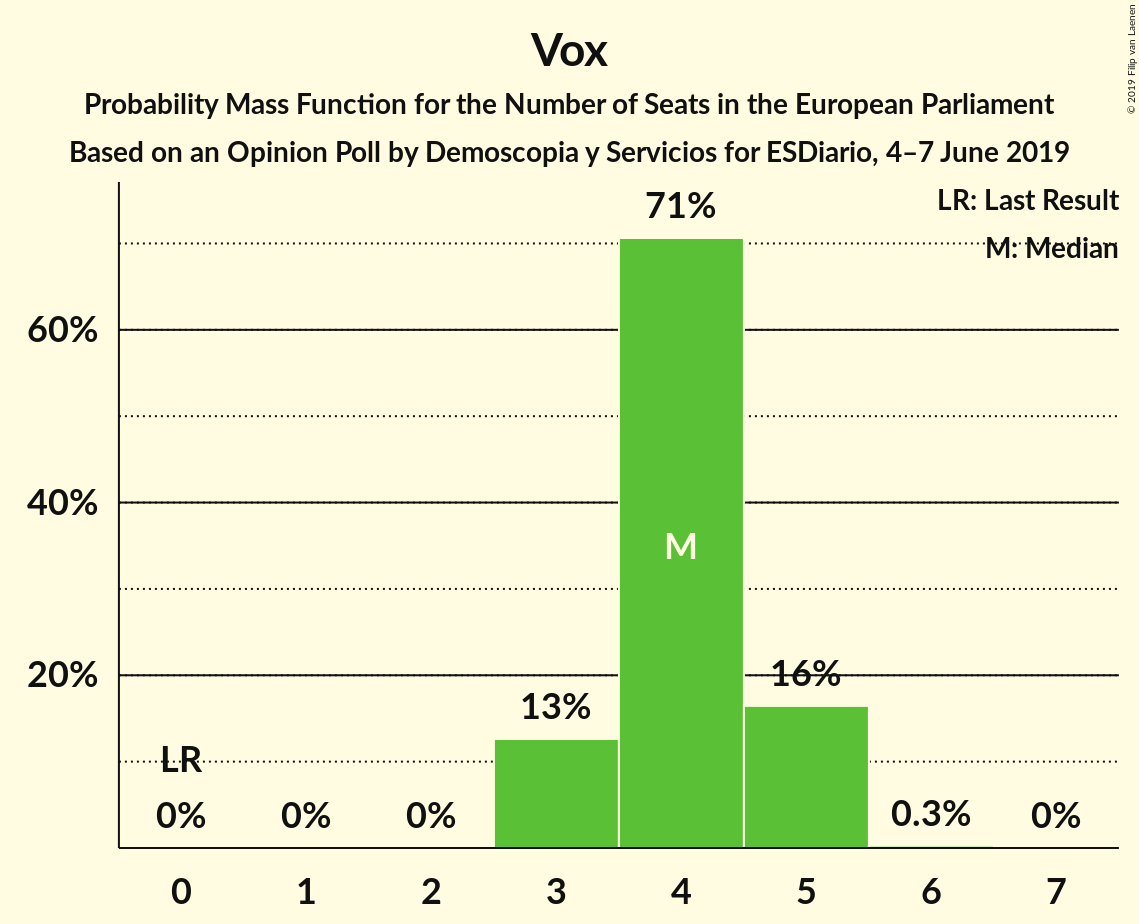 Vox
Probability Mass Function for the Number of Seats in the European Parliament
Based on an Opinion Poll by Demoscopia y Servicios for ESDiario, 4–7 June 2019
© 2019 Filip van Laenen
LR: Last Result
M: Median
71%
60%
40%
M
20%
16%
13%
LR
0%
0%
0%
0.3%
0%
0
1
2
3
4
5
6
7